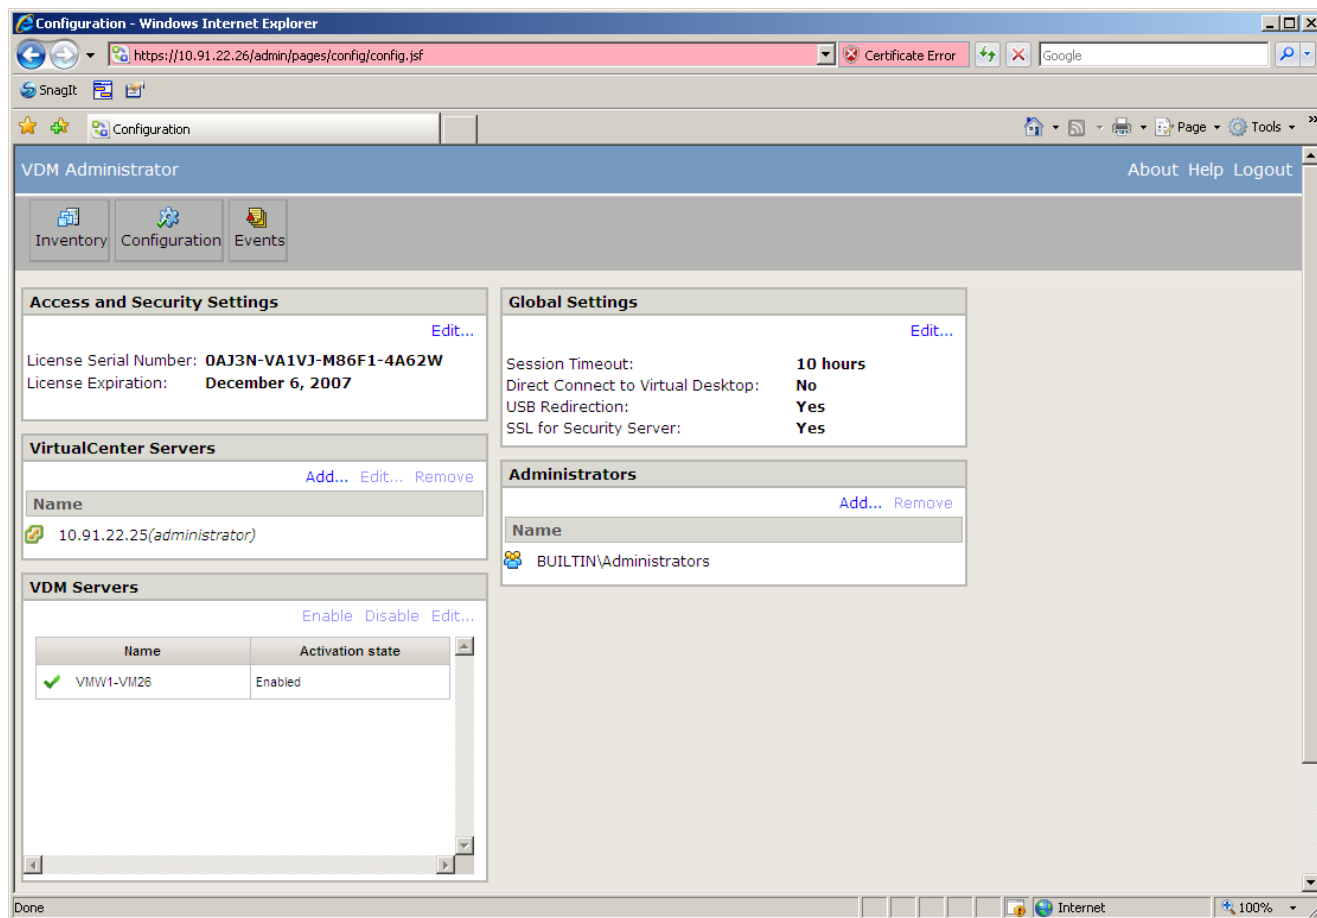 Configuration - Windows Internet Explorer
https://10.91.22.26/admin/pages/config/config.jsf
Certificate Error
Google
SnagIt
Configuration
Page
Tools
»
VDM Administrator
About Help Logout
Inventory Configuration Events
Access and Security Settings
Edit...
License Serial Number: 0AJ3N-VA1VJ-M86F1-4A62W
License Expiration: December 6, 2007
VirtualCenter Servers
Add... Edit... Remove
Name
10.91.22.25(administrator)
VDM Servers
Enable Disable Edit...
Name Activation state
VMW1-VM26 Enabled
Global Settings
Edit...
Session Timeout: 10 hours
Direct Connect to Virtual Desktop: No
USB Redirection: Yes
SSL for Security Server: Yes
Administrators
Add... Remove
Name
BUILTIN\Administrators
Done
Internet
100%